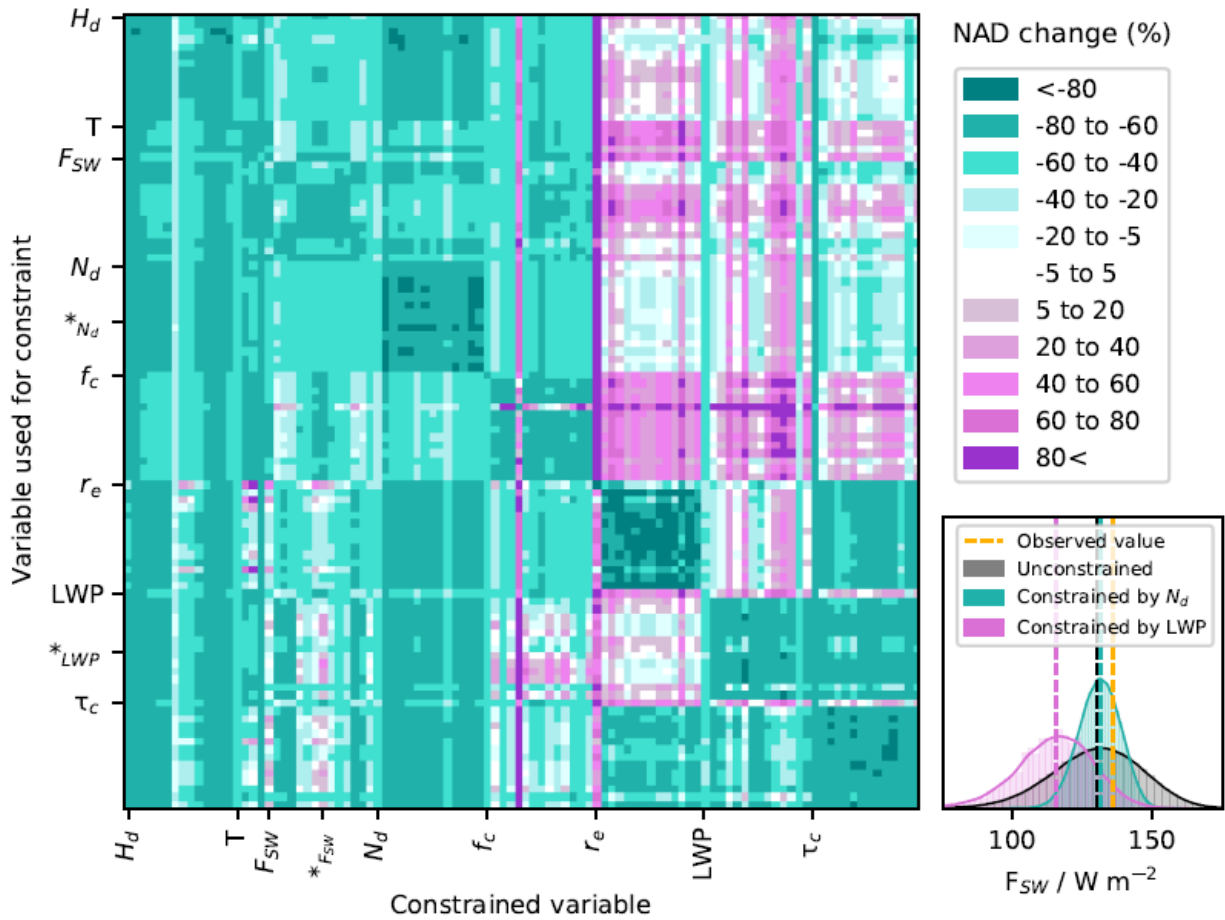 H_d
T
F_SW
N_d
*N_d
f_c
r_e
LWP
*LWP
τ_c
Variable used for constraint
H_d
T
F_SW
*F_SW
N_d
f_c
r_e
LWP
τ_c
Constrained variable
NAD change (%)
<-80
-80 to -60
-60 to -40
-40 to -20
-20 to -5
-5 to 5
5 to 20
20 to 40
40 to 60
60 to 80
80<
Observed value
Unconstrained
Constrained by N_d
Constrained by LWP
100
150
F_SW / W m⁻²